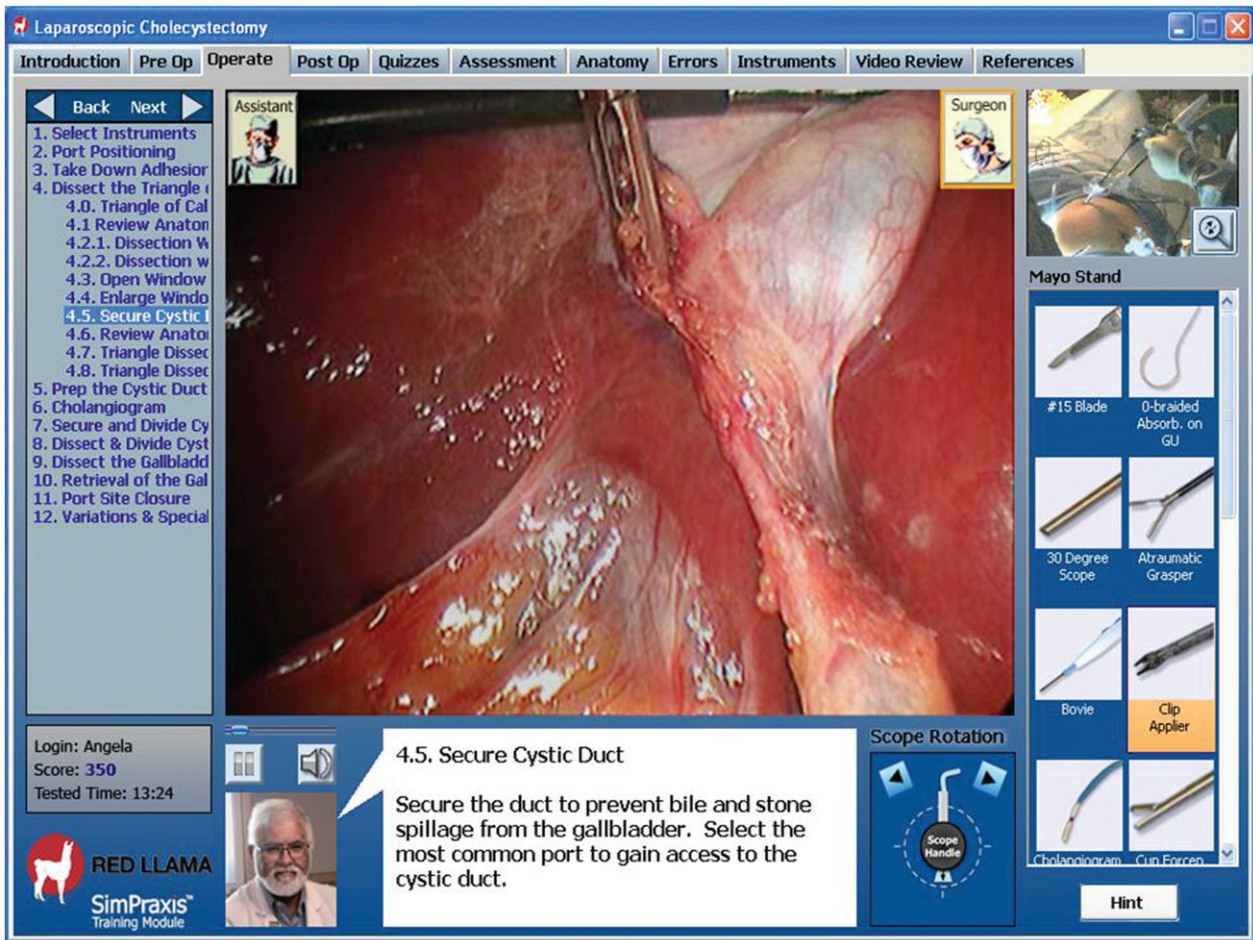 Laparoscopic Cholecystectomy
Introduction Pre Op Operate Post Op Quizzes Assessment Anatomy Errors Instruments Video Review References
Back Next
1. Select Instruments
2. Port Positioning
3. Take Down Adhesior
4. Dissect the Triangle (
4.0. Triangle of Cal
4.1 Review Anaton
4.2.1. Dissection W
4.2.2. Dissection w
4.3. Open Window
4.4. Enlarge Windo
4.5. Secure Cystic I
4.6. Review Anator
4.7. Triangle Dissec
4.8. Triangle Dissec
5. Prep the Cystic Duct
6. Cholangiogram
7. Secure and Divide Cy
8. Dissect & Divide Cyst
9. Dissect the Gallbladd
10. Retrieval of the Gal
11. Port Site Closure
12. Variations & Special
Assistant
Surgeon
Mayo Stand
#15 Blade
0-braided
Absorb. on
GU
30 Degree
Scope
Atraumatic
Grasper
Bovie
Clip
Applier
Cholangiogram
Cup Forcep
Hint
Login: Angela
Score: 350
Tested Time: 13:24
RED LLAMA
SimPraxis™
Training Module
4.5. Secure Cystic Duct
Secure the duct to prevent bile and stone
spillage from the gallbladder. Select the
most common port to gain access to the
cystic duct.
Scope Rotation
Scope
Handle